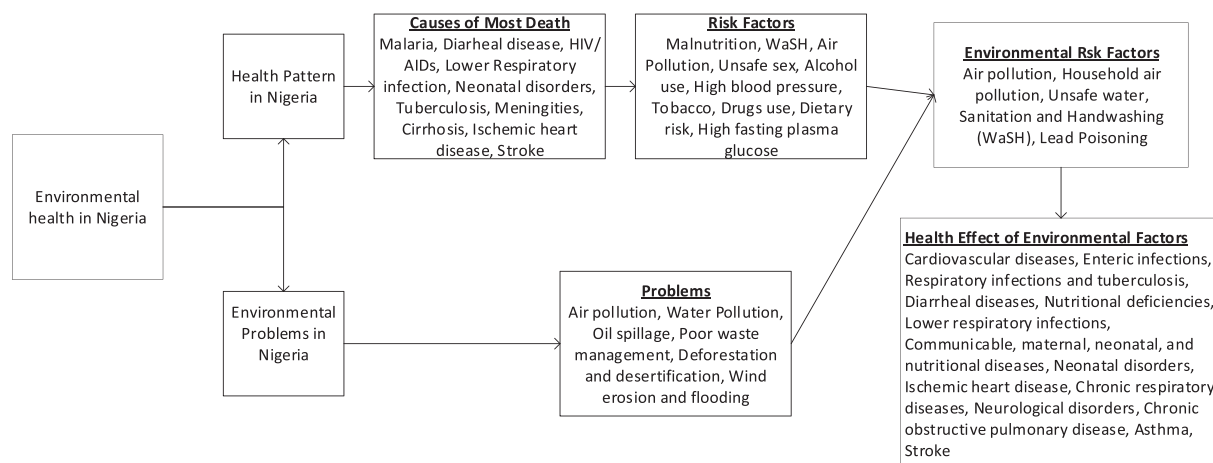 Environmental
health in Nigeria
Health Pattern
in Nigeria
Causes of Most Death
Malaria, Diarheal disease, HIV/
AIDs, Lower Respiratory
infection, Neonatal disorders,
Tuberculosis, Meningities,
Cirrhosis, Ischemic heart
disease, Stroke
Risk Factors
Malnutrition, WaSH, Air
Pollution, Unsafe sex, Alcohol
use, High blood pressure,
Tobacco, Drugs use, Dietary
risk, High fasting plasma
glucose
Environmental Rsk Factors
Air pollution, Household air
pollution, Unsafe water,
Sanitation and Handwashing
(WaSH), Lead Poisoning
Environmental
Problems in
Nigeria
Problems
Air pollution, Water Pollution,
Oil spillage, Poor waste
management, Deforestation
and desertification, Wind
erosion and flooding
Health Effect of Environmental Factors
Cardiovascular diseases, Enteric infections,
Respiratory infections and tuberculosis,
Diarrheal diseases, Nutritional deficiencies,
Lower respiratory infections,
Communicable, maternal, neonatal, and
nutritional diseases, Neonatal disorders,
Ischemic heart disease, Chronic respiratory
diseases, Neurological disorders, Chronic
obstructive pulmonary disease, Asthma,
Stroke